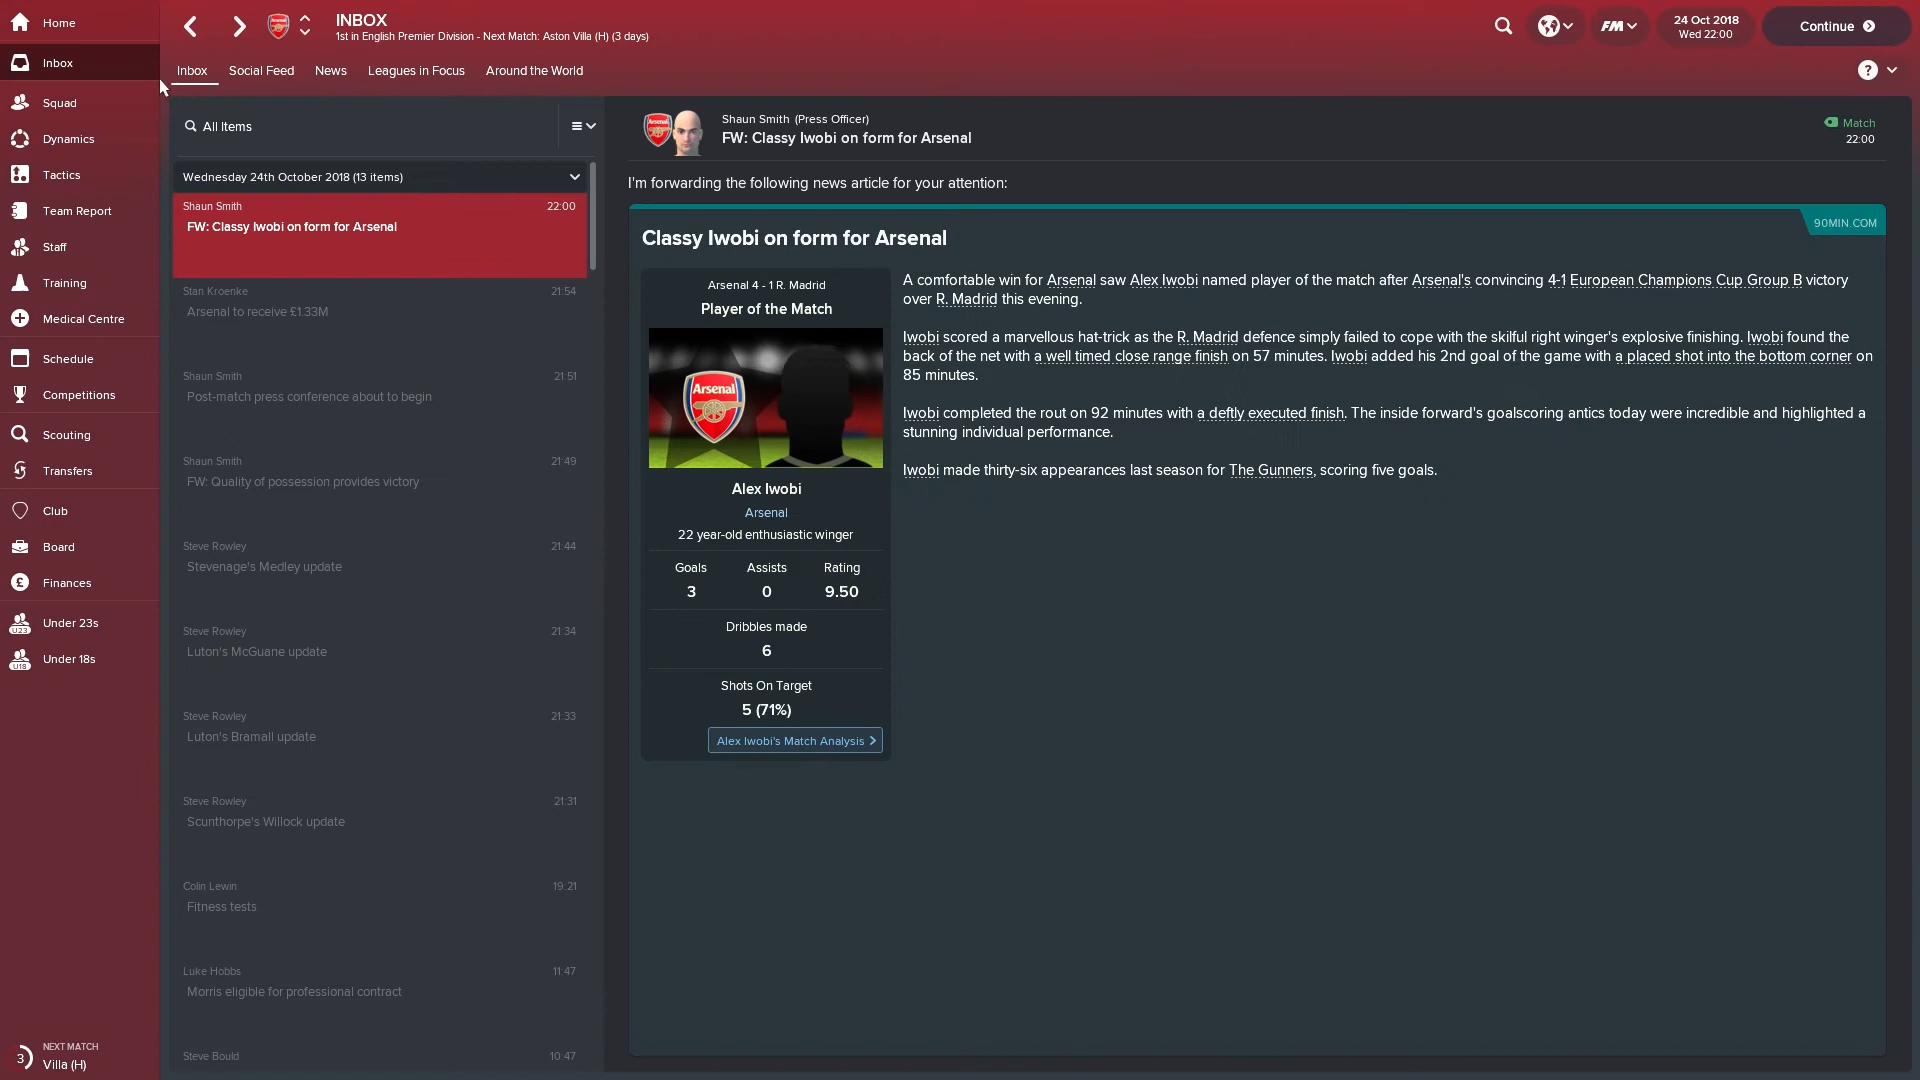 Home
Inbox
Squad
Dynamics
Tactics
Team Report
Staff
Training
Medical Centre
Schedule
Competitions
Scouting
Transfers
Club
Board
£
Finances
U23
Under 23s
U18
Under 18s
3
NEXT MATCH
Villa (H)
Arsenal
INBOX
1st in English Premier Division - Next Match: Aston Villa (H) (3 days)
FM
24 Oct 2018
Wed 22:00
Continue
Inbox
Social Feed
News
Leagues in Focus
Around the World
?
All Items
Wednesday 24th October 2018 (13 items)
Shaun Smith 22:00
FW: Classy Iwobi on form for Arsenal
Stan Kroenke 21:54
Arsenal to receive £1.33M
Shaun Smith 21:51
Post-match press conference about to begin
Shaun Smith 21:49
FW: Quality of possession provides victory
Steve Rowley 21:44
Stevenage's Medley update
Steve Rowley 21:34
Luton's McGuane update
Steve Rowley 21:33
Luton's Bramall update
Steve Rowley 21:31
Scunthorpe's Willock update
Colin Lewin 19:21
Fitness tests
Luke Hobbs 11:47
Morris eligible for professional contract
Steve Bould 10:47
Arsenal
Shaun Smith (Press Officer)
FW: Classy Iwobi on form for Arsenal
Match
22:00
I'm forwarding the following news article for your attention:
90MIN.COM
Classy Iwobi on form for Arsenal
Arsenal 4 - 1 R. Madrid
Player of the Match
Arsenal
Alex Iwobi
Arsenal
22 year-old enthusiastic winger
Goals Assists Rating
3 0 9.50
Dribbles made
6
Shots On Target
5 (71%)
Alex Iwobi's Match Analysis
A comfortable win for Arsenal saw Alex Iwobi named player of the match after Arsenal's convincing 4-1 European Champions Cup Group B victory
over R. Madrid this evening.
Iwobi scored a marvellous hat-trick as the R. Madrid defence simply failed to cope with the skilful right winger's explosive finishing. Iwobi found the
back of the net with a well timed close range finish on 57 minutes. Iwobi added his 2nd goal of the game with a placed shot into the bottom corner on
85 minutes.
Iwobi completed the rout on 92 minutes with a deftly executed finish. The inside forward's goalscoring antics today were incredible and highlighted a
stunning individual performance.
Iwobi made thirty-six appearances last season for The Gunners, scoring five goals.